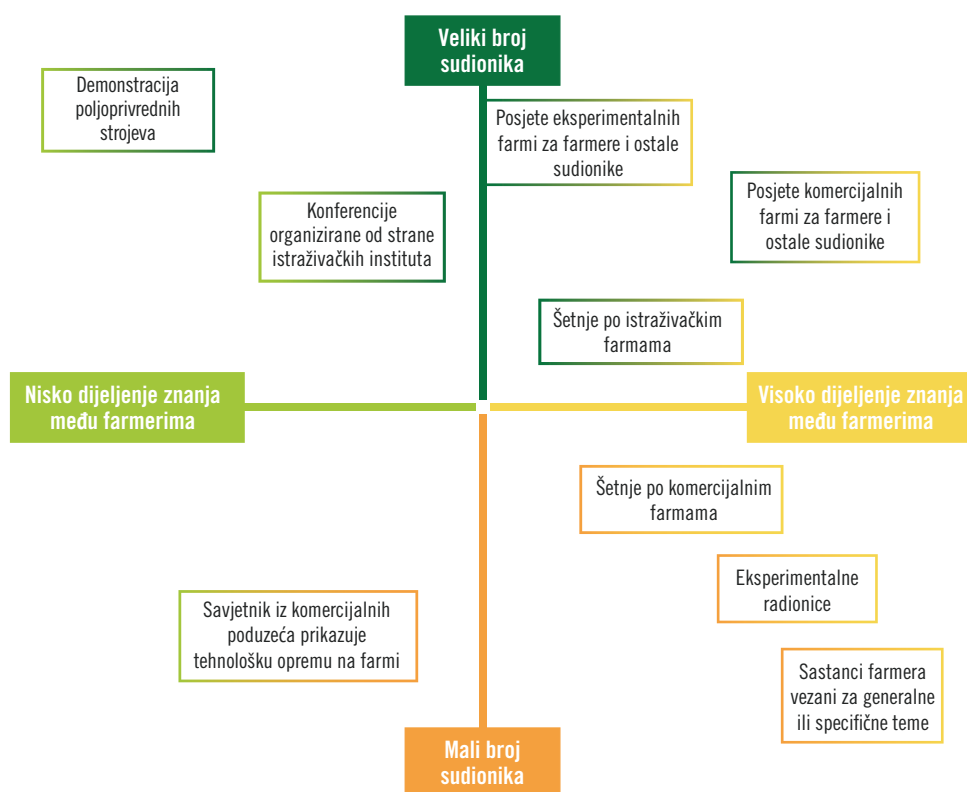 Veliki broj
sudionika
Demonstracija
poljoprivrednih
strojeva
Posjete eksperimentalnih
farmi za farmere i ostale
sudionike
Konferencije
organizirane od strane
istraživačkih instituta
Posjete komercijalnih
farmi za farmere i
ostale sudionike
Šetnje po istraživačkim
farmama
Nisko dijeljenje znanja
među farmerima
Visoko dijeljenje znanja
među farmerima
Šetnje po komercijalnim
farmama
Eksperimentalne
radionice
Savjetnik iz komercijalnih
poduzeća prikazuje
tehnološku opremu na farmi
Sastanci farmera
vezani za generalne
ili specifične teme
Mali broj
sudionika